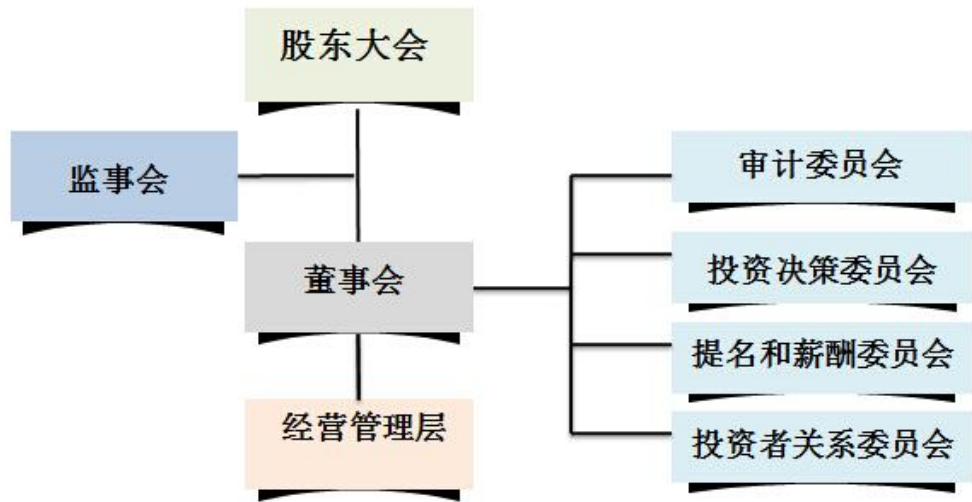 股东大会
监事会
审计委员会
董事会
投资决策委员会
提名和薪酬委员会
经营管理层
投资者关系委员会